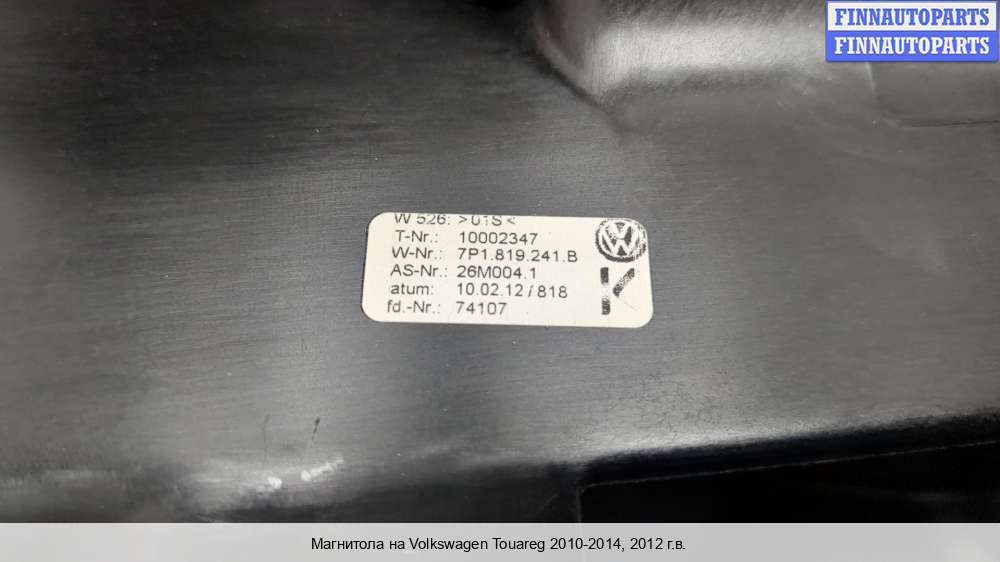 FINNAUTOPARTS
FINNAUTOPARTS
W 526: >01S<
T-Nr.: 10002347
W-Nr.: 7P1.819.241.B
AS-Nr.: 26M004.1
atum: 10.02.12 / 818
fd.-Nr.: 74107
K
Магнитола на Volkswagen Touareg 2010-2014, 2012 г.в.